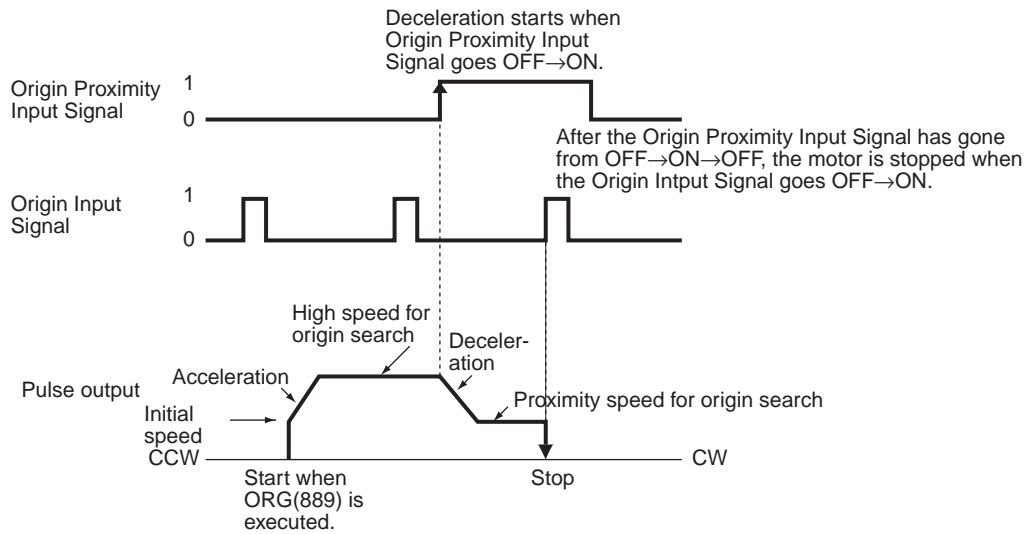 Deceleration starts when
Origin Proximity Input
Signal goes OFF→ON.
Origin Proximity
Input Signal
1
0
After the Origin Proximity Input Signal has gone
from OFF→ON→OFF, the motor is stopped when
the Origin Intput Signal goes OFF→ON.
Origin Input
Signal
1
0
High speed for
origin search
Deceler-
ation
Acceleration
Pulse output
Proximity speed for origin search
Initial
speed
CCW
CW
Start when
ORG(889) is
executed.
Stop